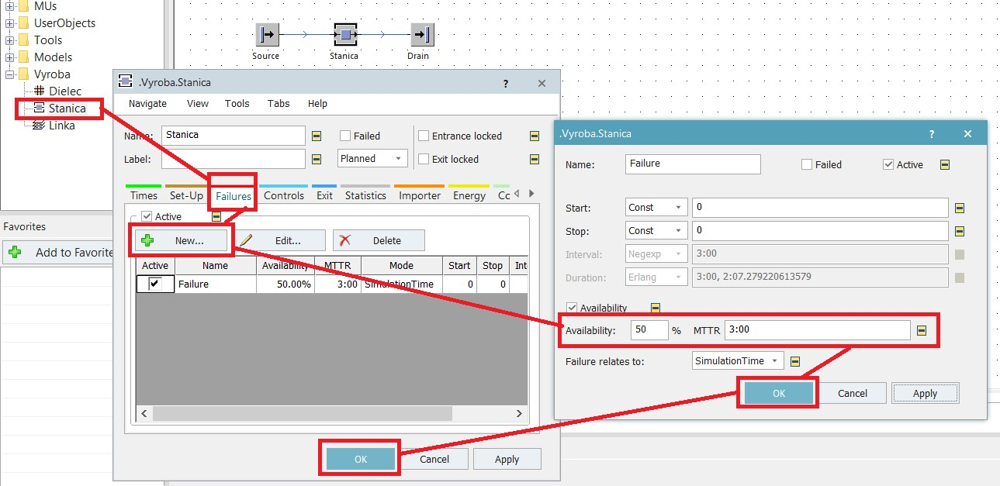 MUs
UserObjects
Tools
Models
Vyroba
Dielec
Stanica
Linka
Source
Stanica
Drain
Favorites
Add to Favorite
.Vyroba.Stanica ?
Navigate View Tools Tabs Help
Name: Stanica Failed Entrance locked
Label: Planned Exit locked
Times Set-Up Failures Controls Exit Statistics Importer Energy Cc
Active
New... Edit... Delete
Active Name Availability MTTR Mode Start Stop Int
Failure 50.00% 3:00 SimulationTime 0 0
OK Cancel Apply
.Vyroba.Stanica ?
Name: Failure Failed Active
Start: Const 0
Stop: Const 0
Interval: Negexp 3:00
Duration: Erlang 3:00, 2:07.279220613579
Availability
Availability: 50 % MTTR 3:00
Failure relates to: SimulationTime
OK Cancel Apply